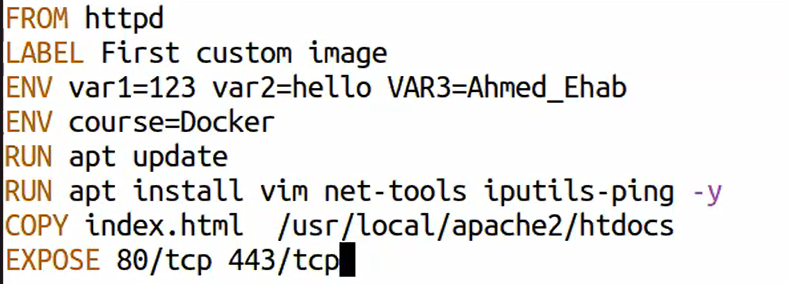 FROM httpd
LABEL First custom image
ENV var1=123 var2=hello VAR3=Ahmed_Ehab
ENV course=Docker
RUN apt update
RUN apt install vim net-tools iputils-ping -y
COPY index.html  /usr/local/apache2/htdocs
EXPOSE 80/tcp 443/tcp